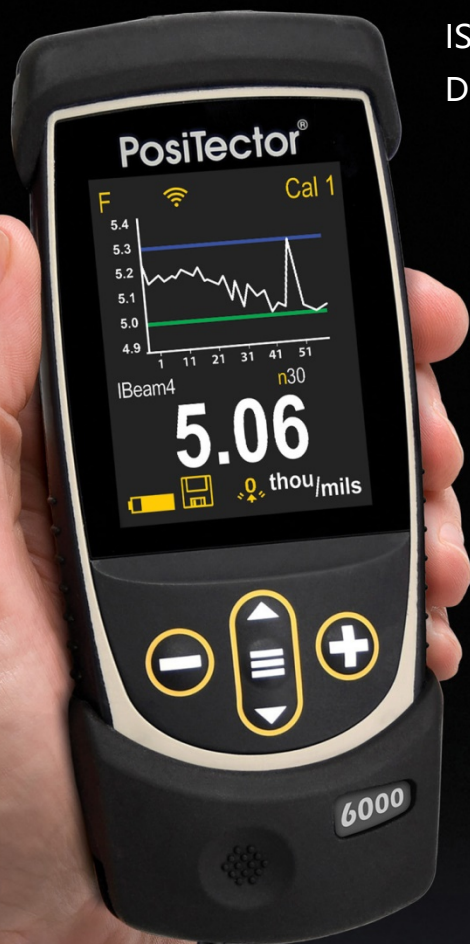 IS
D
PosiTector®
F Cal 1
5.4
5.3
5.2
5.1
5.0
4.9
1 11 21 31 41 51
IBeam4 n30
5.06
0 thou/mils
6000